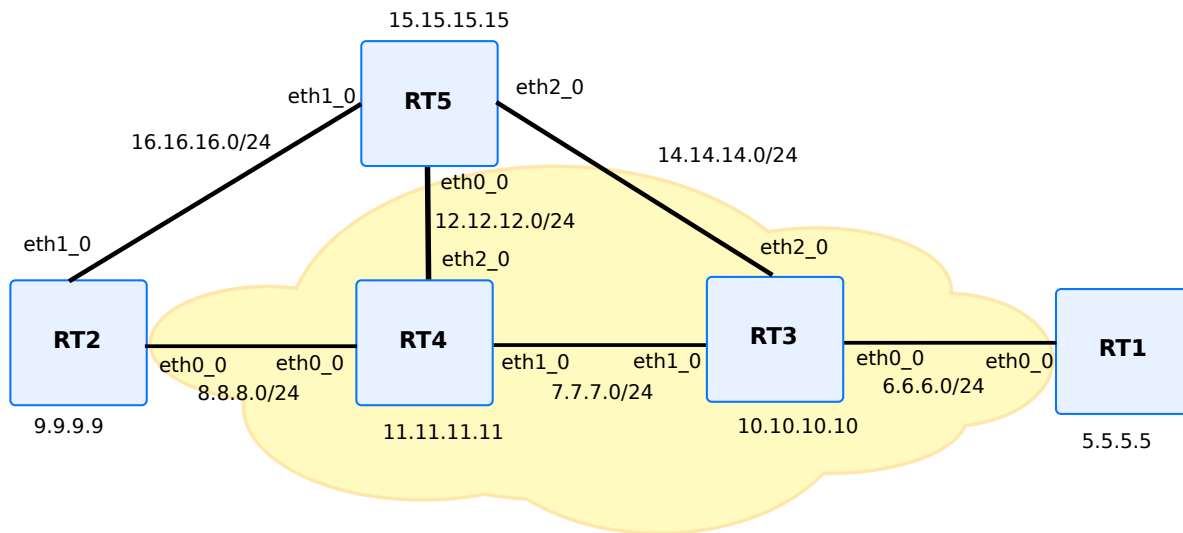 15.15.15.15
eth1_0
RT5
eth2_0
16.16.16.0/24
14.14.14.0/24
eth0_0
12.12.12.0/24
eth1_0
eth2_0
eth2_0
RT2
RT4
RT3
RT1
eth0_0
eth0_0
eth1_0
eth1_0
eth0_0
eth0_0
8.8.8.0/24
7.7.7.0/24
6.6.6.0/24
9.9.9.9
11.11.11.11
10.10.10.10
5.5.5.5